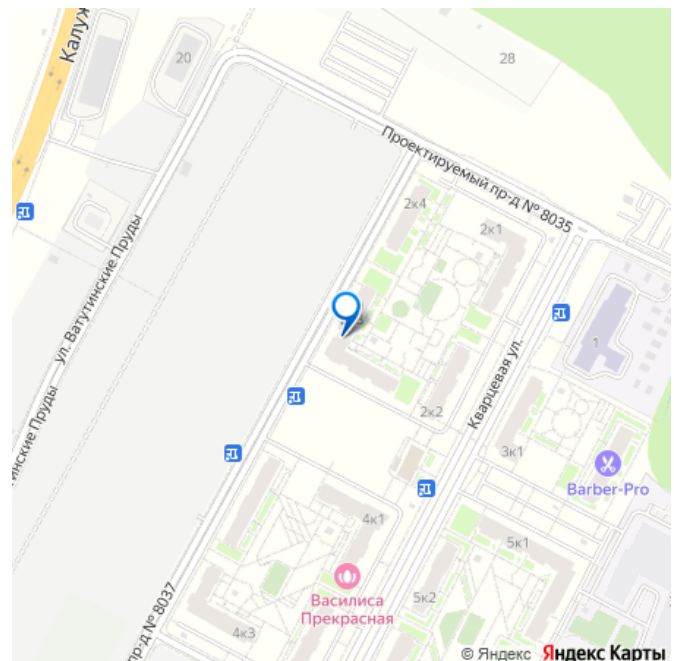 Калуж
20
28
Проектируемый пр-д № 8035
2к4
2к1
ул. Ватутинские Пруды
1
Кварцевая ул.
2к2
3к1
Barber-Pro
4к1
5к1
Василиса
Прекрасная
5к2
4к3
пр-д № 8037
© Яндекс Яндекс Карты